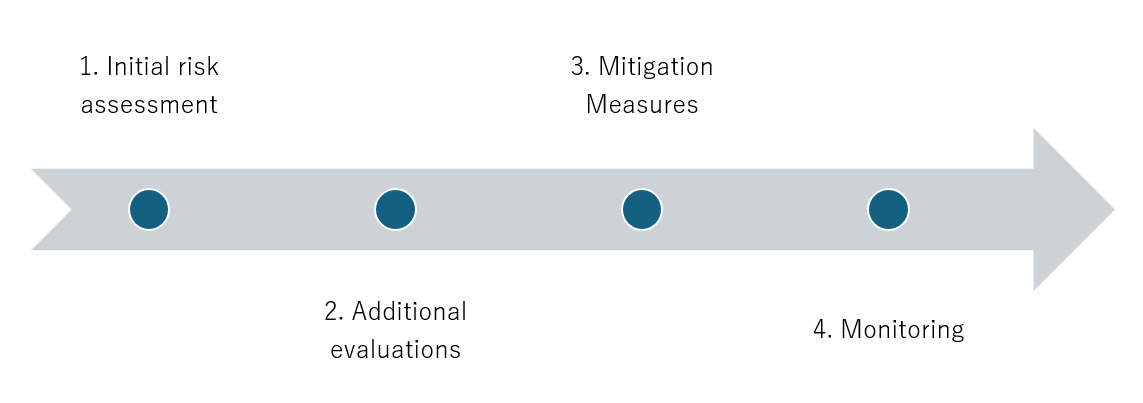 1. Initial risk
assessment
2. Additional
evaluations
3. Mitigation
Measures
4. Monitoring